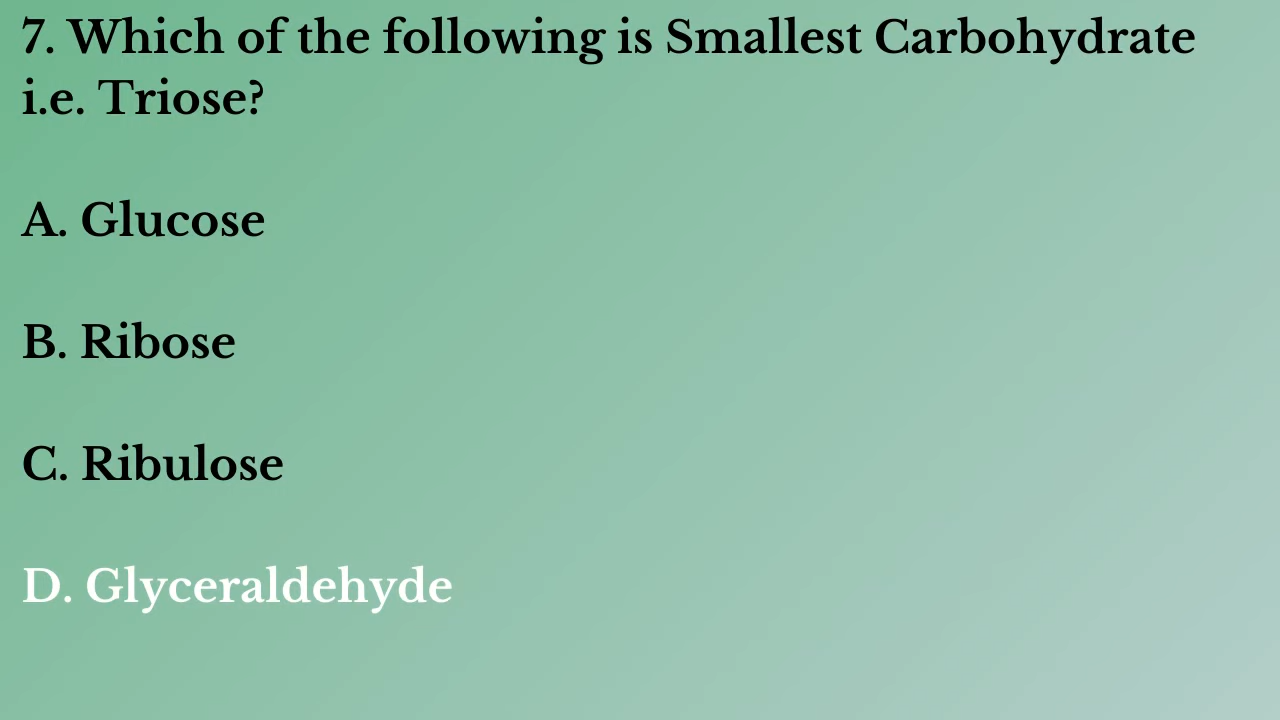 7. Which of the following is Smallest Carbohydrate
i.e. Triose?
A. Glucose
B. Ribose
C. Ribulose
D. Glyceraldehyde